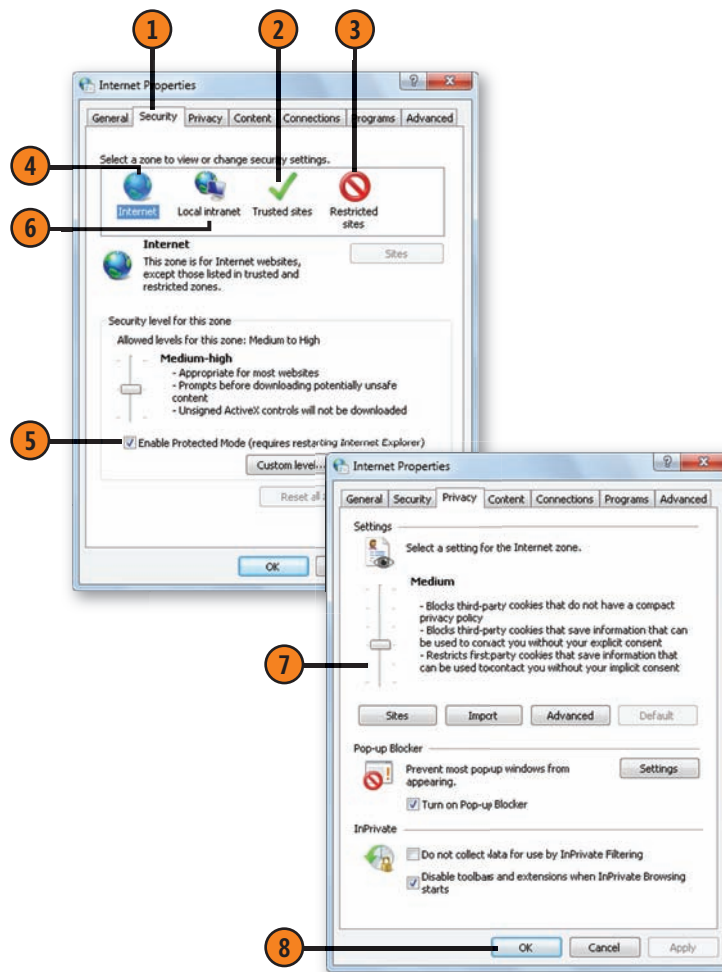 1
2
3
Internet Properties
General Security Privacy Content Connections Programs Advanced
Select a zone to view or change security settings.
4
Internet
Local intranet
Trusted sites
Restricted
sites
6
Internet
This zone is for Internet websites,
except those listed in trusted and
restricted zones.
Sites
Security level for this zone
Allowed levels for this zone: Medium to High
Medium-high
- Appropriate for most websites
- Prompts before downloading potentially unsafe
content
- Unsigned ActiveX controls will not be downloaded
5
Enable Protected Mode (requires restarting Internet Explorer)
Custom level...
Reset all
OK
Internet Properties
General Security Privacy Content Connections Programs Advanced
Settings
Select a setting for the Internet zone.
Medium
- Blocks third-party cookies that do not have a compact
privacy policy
- Blocks third-party cookies that save information that can
be used to contact you without your explicit consent
- Restricts first party cookies that save information that
can be used tocontact you without your implicit consent
7
Sites
Import
Advanced
Default
Pop-up Blocker
Prevent most pop-up windows from
appearing.
Settings
Turn on Pop-up Blocker
InPrivate
Do not collect data for use by InPrivate Filtering
Disable toolbars and extensions when InPrivate Browsing
starts
8
OK
Cancel
Apply